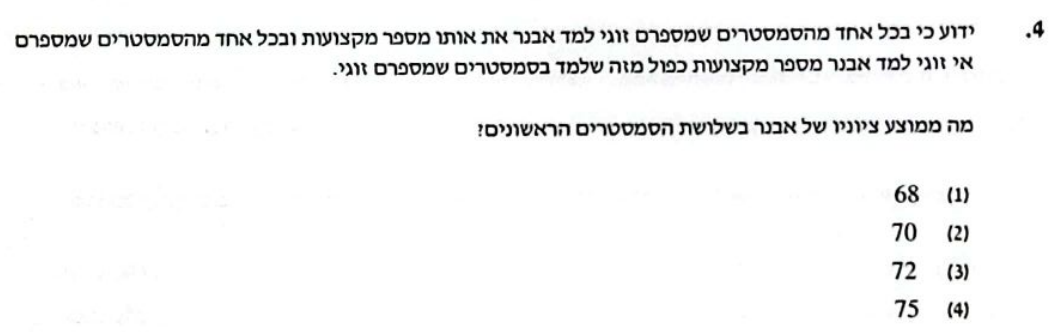 4. ידוע כי בכל אחד מהסמסטרים שמספרם זוגי למד אבנר את אותו מספר מקצועות ובכל אחד מהסמסטרים שמספרם
אי זוגי למד אבנר מספר מקצועות כפול מזה שלמד בסמסטרים שמספרם זוגי.
מה ממוצע ציוניו של אבנר בשלושת הסמסטרים הראשונים?
(1) 68
(2) 70
(3) 72
(4) 75